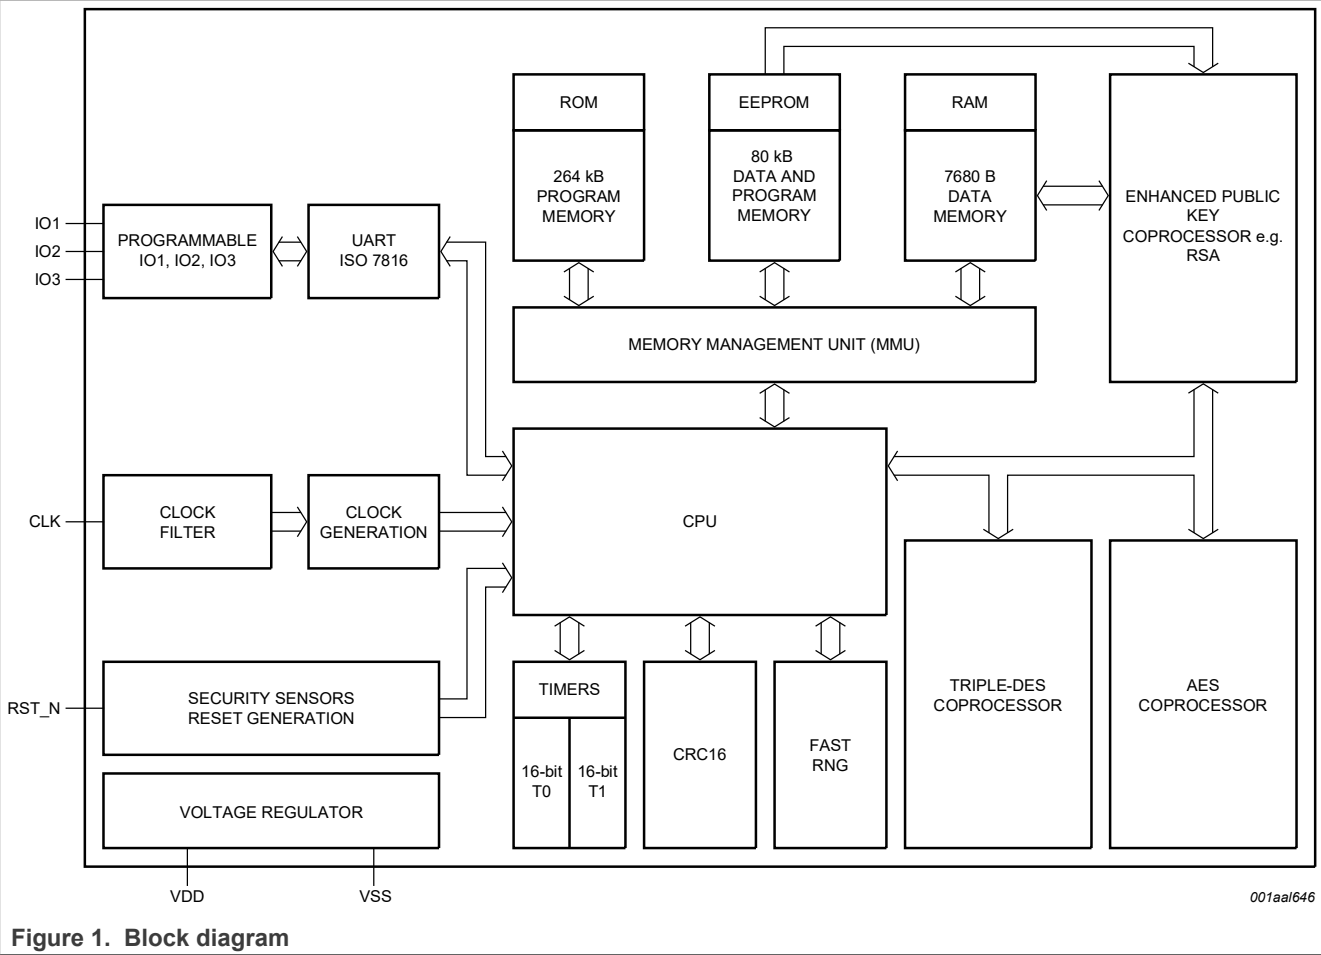 ROM
EEPROM
RAM
264 kB
PROGRAM
MEMORY
80 kB
DATA AND
PROGRAM
MEMORY
7680 B
DATA
MEMORY
ENHANCED PUBLIC
KEY
COPROCESSOR e.g.
RSA
IO1
IO2
IO3
PROGRAMMABLE
IO1, IO2, IO3
UART
ISO 7816
MEMORY MANAGEMENT UNIT (MMU)
CLK
CLOCK
FILTER
CLOCK
GENERATION
CPU
RST_N
SECURITY SENSORS
RESET GENERATION
TIMERS
16-bit
T0
16-bit
T1
CRC16
FAST
RNG
TRIPLE-DES
COPROCESSOR
AES
COPROCESSOR
VOLTAGE REGULATOR
VDD
VSS
001aal646
Figure 1. Block diagram